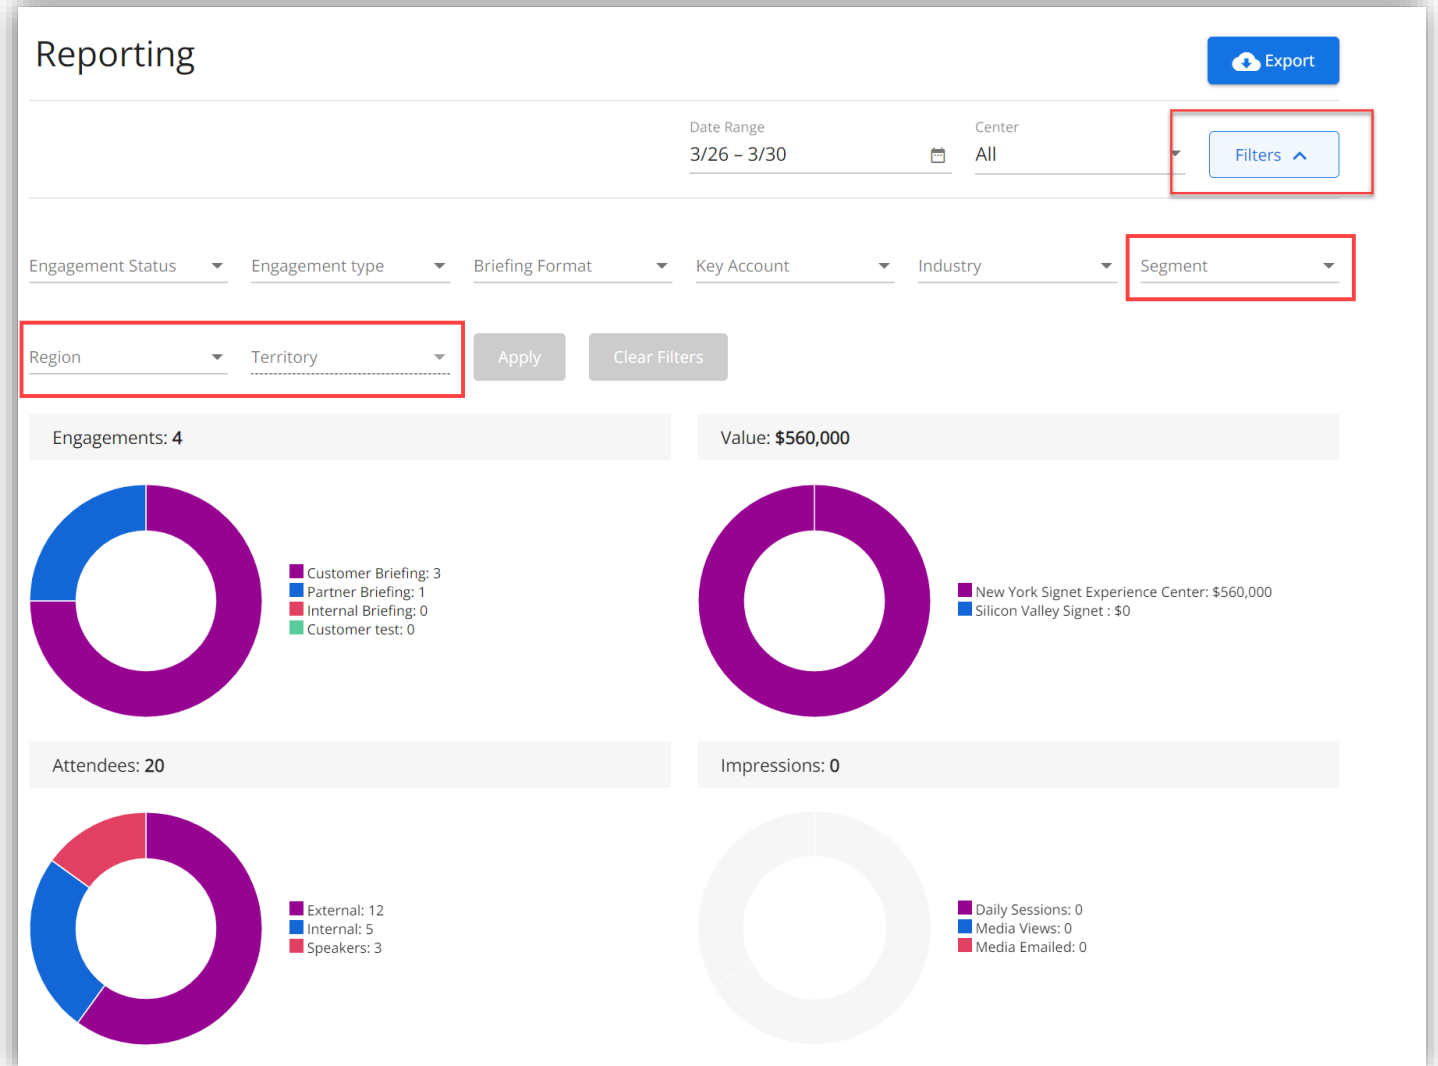 Reporting
Export
Date Range
3/26 – 3/30
Center
All
Filters
Engagement Status
Engagement type
Briefing Format
Key Account
Industry
Segment
Region
Territory
Apply
Clear Filters
Engagements: 4
Customer Briefing: 3
Partner Briefing: 1
Internal Briefing: 0
Customer test: 0
Value: $560,000
New York Signet Experience Center: $560,000
Silicon Valley Signet : $0
Attendees: 20
External: 12
Internal: 5
Speakers: 3
Impressions: 0
Daily Sessions: 0
Media Views: 0
Media Emailed: 0